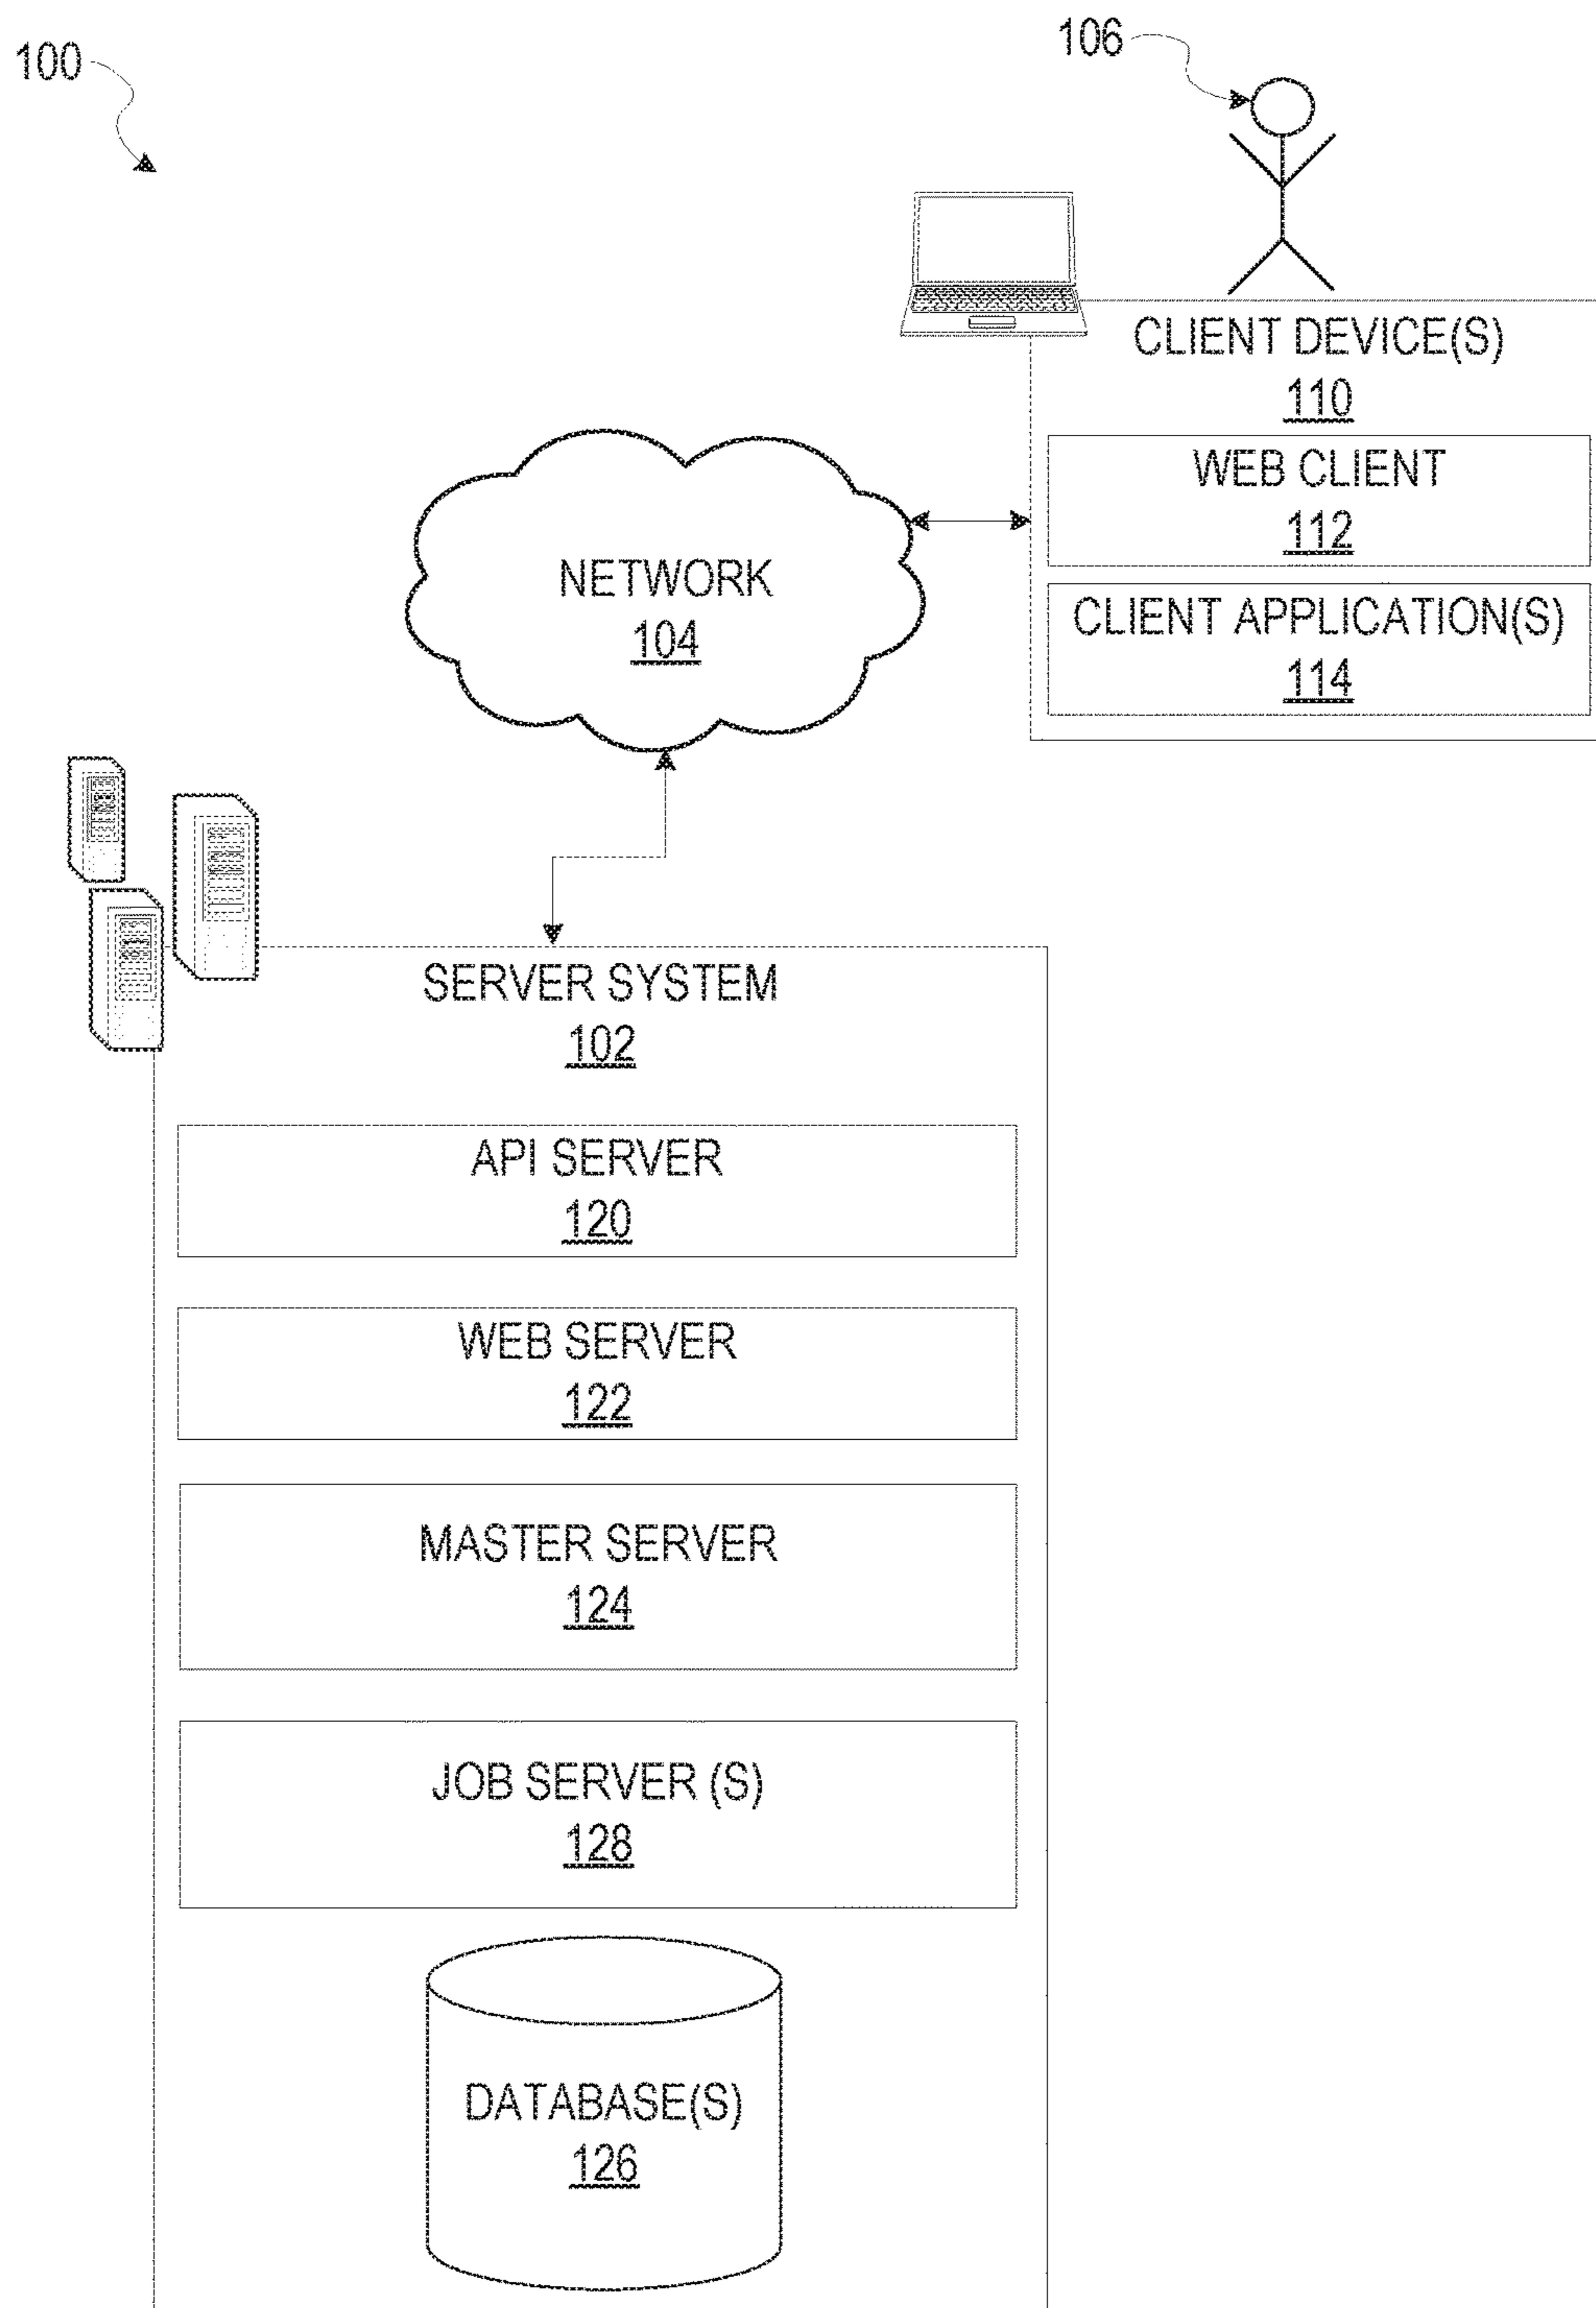 100
106
CLIENT DEVICE(S)
110
WEB CLIENT
112
CLIENT APPLICATION(S)
114
NETWORK
104
SERVER SYSTEM
102
API SERVER
120
WEB SERVER
122
MASTER SERVER
124
JOB SERVER (S)
128
DATABASE(S)
126